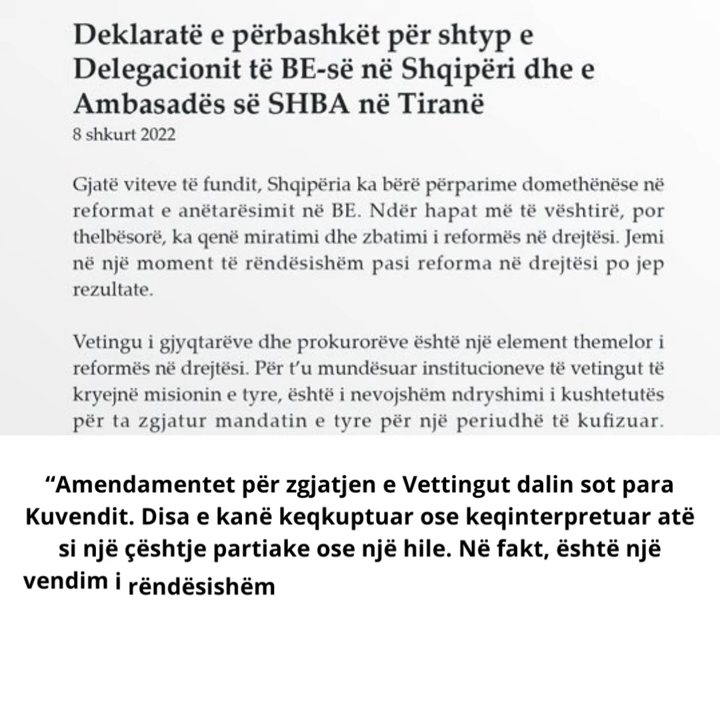 Deklaratë e përbashkët për shtyp e
Delegacionit të BE-së në Shqipëri dhe e
Ambasadës së SHBA në Tiranë
8 shkurt 2022
Gjatë viteve të fundit, Shqipëria ka bërë përparime domethënëse në
reformat e anëtarësimit në BE. Ndër hapat më të vështirë, por
thelbësorë, ka qenë miratimi dhe zbatimi i reformës në drejtësi. Jemi
në një moment të rëndësishëm pasi reforma në drejtësi po jep
rezultate.
Vetingu i gjyqtarëve dhe prokurorëve është një element themelor i
reformës në drejtësi. Për t'u mundësuar institucioneve të vetingut të
kryejnë misionin e tyre, është i nevojshëm ndryshimi i kushtetutës
për ta zgjatur mandatin e tyre për një periudhë të kufizuar.
“Amendamentet për zgjatjen e Vettingut dalin sot para
Kuvendit. Disa e kanë keqkuptuar ose keqinterpretuar atë
si një çështje partiake ose një hile. Në fakt, është një
vendim i rëndësishëm